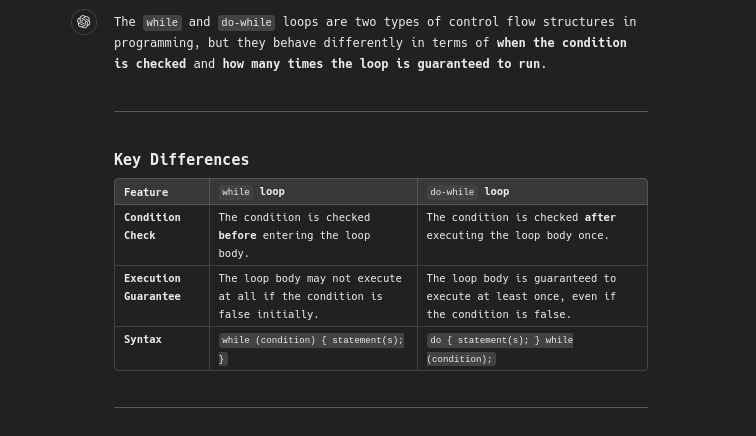 The while and do-while loops are two types of control flow structures in
programming, but they behave differently in terms of when the condition
is checked and how many times the loop is guaranteed to run.
Key Differences
Feature while loop do-while loop
Condition Check The condition is checked before entering the loop body. The condition is checked after executing the loop body once.
Execution Guarantee The loop body may not execute at all if the condition is false initially. The loop body is guaranteed to execute at least once, even if the condition is false.
Syntax while (condition) { statement(s); } do { statement(s); } while (condition);